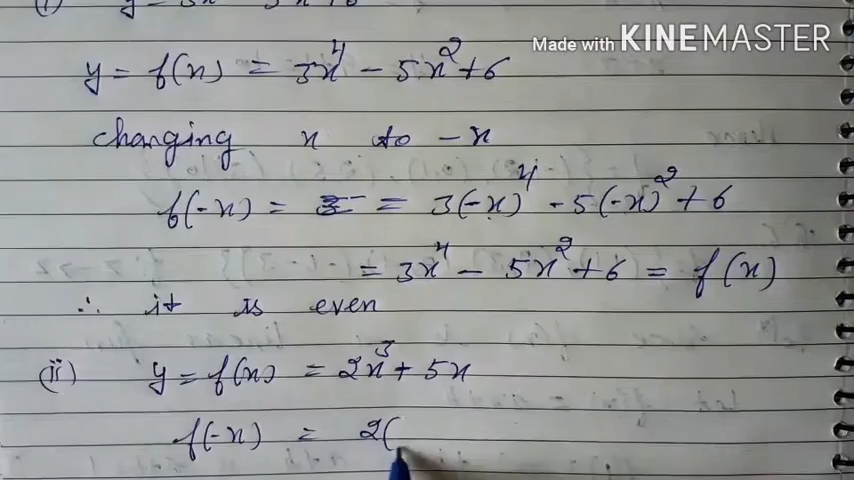 Made with KINEMASTER
y = f(x) = 3x⁴ - 5x² + 6
changing x to -x
f(-x) = = 3(-x)⁴ - 5(-x)² + 6
= 3x⁴ - 5x² + 6 = f(x)
∴ it is even
(ii) y = f(x) = 2x³ + 5x
f(-x) = 2(